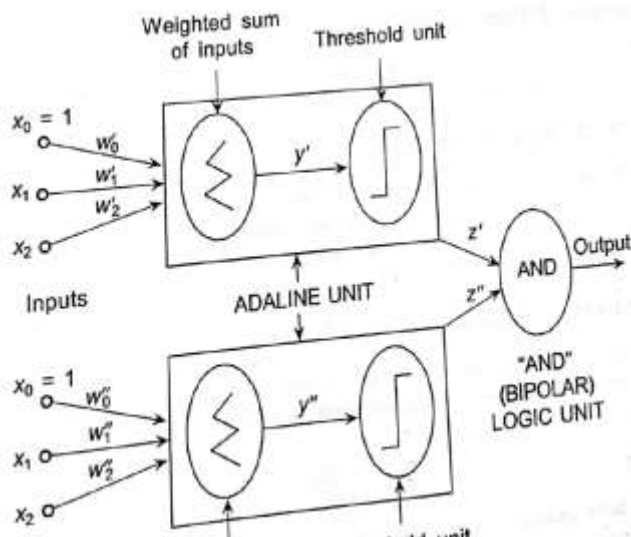 Weighted sum
of inputs
Threshold unit
x₀ = 1
w′₀
x₁
w′₁
w′₂
x₂
y′
z′
Inputs
ADALINE UNIT
AND
Output
z″
"AND"
(BIPOLAR)
LOGIC UNIT
x₀ = 1
w″₀
x₁
w″₁
w″₂
x₂
y″
unit